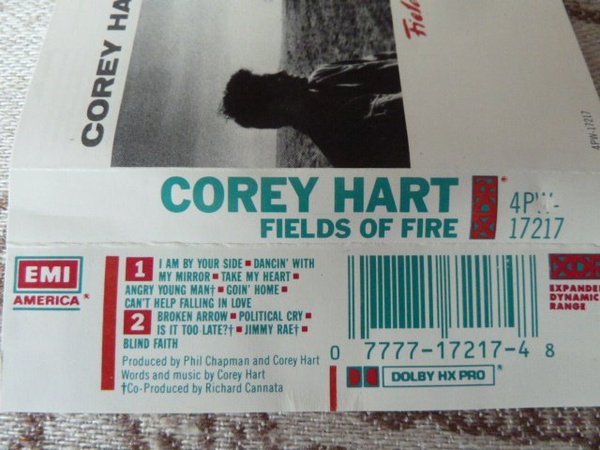 COREY HA
Fiel
4PW-17217
COREY HART
FIELDS OF FIRE
XDR
4PW-
17217
EMI
AMERICA
1 I AM BY YOUR SIDE ■ DANCIN' WITH
MY MIRROR ■ TAKE MY HEART ■
ANGRY YOUNG MAN† ■ GOIN' HOME ■
CAN'T HELP FALLING IN LOVE
2 BROKEN ARROW ■ POLITICAL CRY ■
IS IT TOO LATE?† ■ JIMMY RAE† ■
BLIND FAITH
Produced by Phil Chapman and Corey Hart
Words and music by Corey Hart
†Co-Produced by Richard Cannata
0 7777-17217-4 8
DOLBY HX PRO
XDR
EXPANDE
DYNAMIC
RANGE